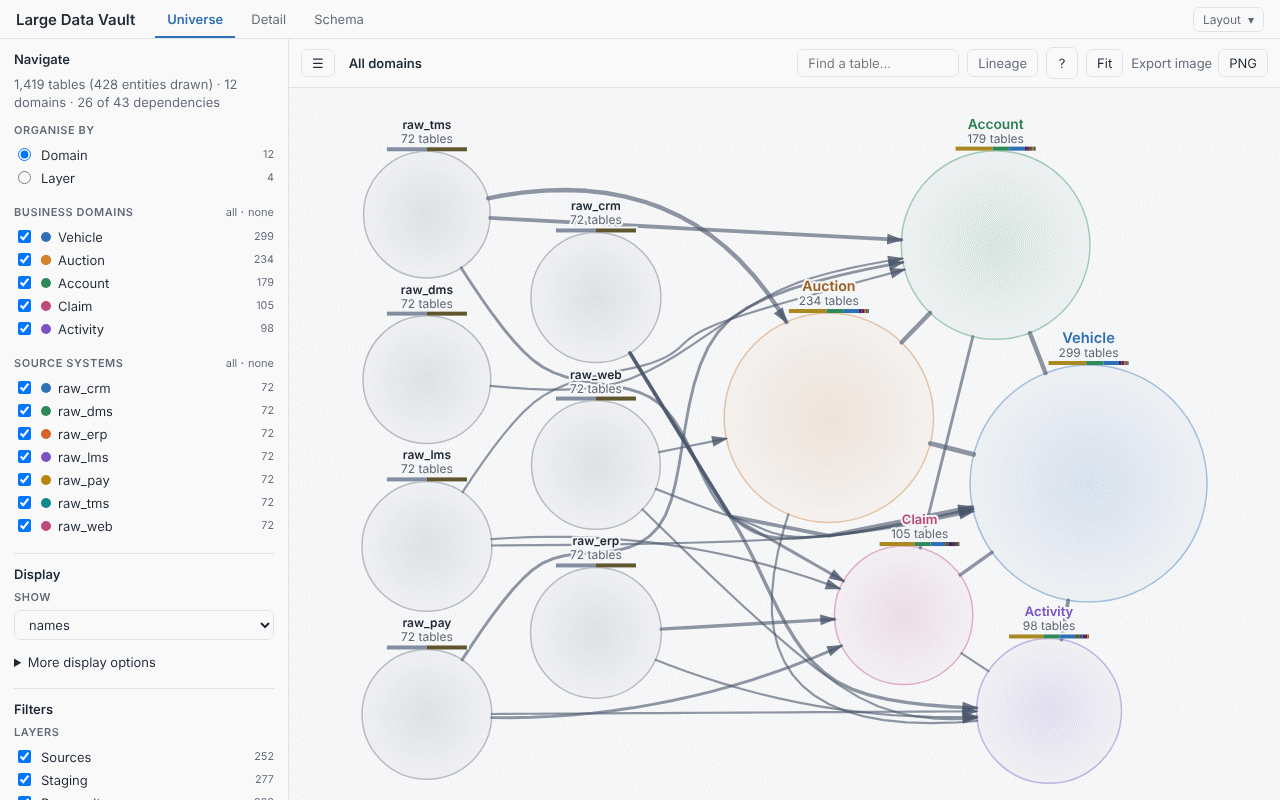 Large Data Vault
Universe
Detail
Schema
Layout ▾
Navigate
1,419 tables (428 entities drawn) · 12
domains · 26 of 43 dependencies
ORGANISE BY
Domain 12
Layer 4
BUSINESS DOMAINS all · none
Vehicle 299
Auction 234
Account 179
Claim 105
Activity 98
SOURCE SYSTEMS all · none
raw_crm 72
raw_dms 72
raw_erp 72
raw_lms 72
raw_pay 72
raw_tms 72
raw_web 72
Display
SHOW
names
More display options
Filters
LAYERS
Sources 252
Staging 277
☰
All domains
Find a table...
Lineage
?
Fit
Export image
PNG
raw_tms
72 tables
raw_crm
72 tables
raw_dms
72 tables
raw_web
72 tables
raw_lms
72 tables
raw_erp
72 tables
raw_pay
72 tables
Account
179 tables
Auction
234 tables
Vehicle
299 tables
Claim
105 tables
Activity
98 tables